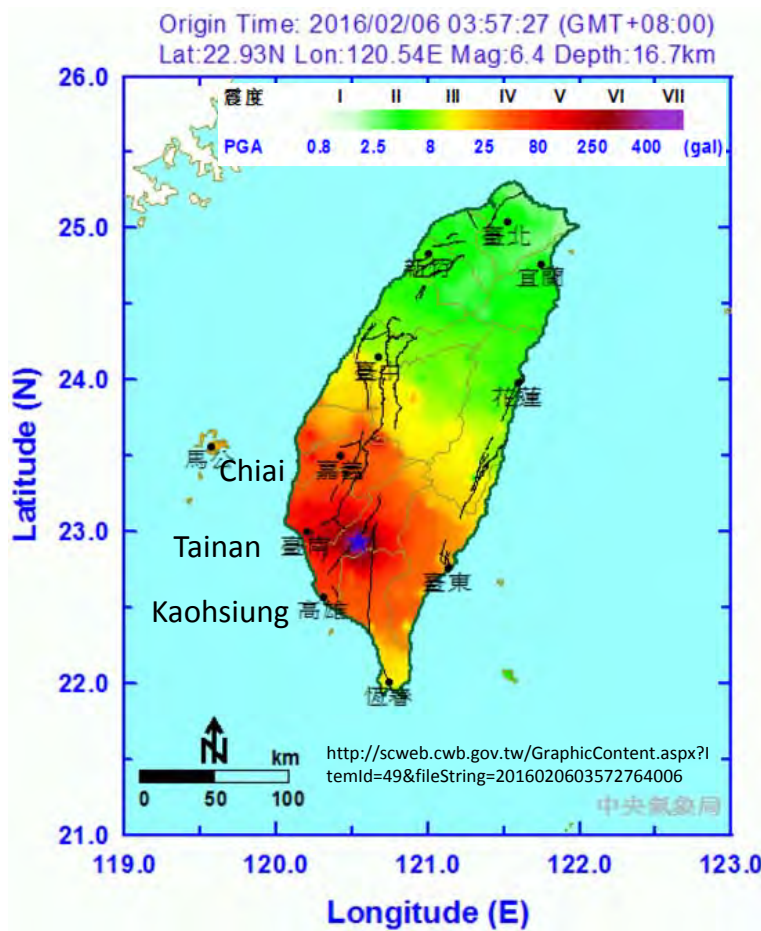 Origin Time: 2016/02/06 03:57:27 (GMT+08:00)
Lat:22.93N Lon:120.54E Mag:6.4 Depth:16.7km
26.0
震度 I II III IV V VI VII
PGA 0.8 2.5 8 25 80 250 400 (gal)
25.0
臺北
新竹
宜蘭
24.0
臺中
花蓮
馬公
Chiai
嘉義
23.0
Tainan
臺南
臺東
Kaohsiung
高雄
22.0
恆春
N
km
0 50 100
http://scweb.cwb.gov.tw/GraphicContent.aspx?I
temId=49&fileString=2016020603572764006
中央氣象局
21.0
119.0 120.0 121.0 122.0 123.0
Latitude (N)
Longitude (E)